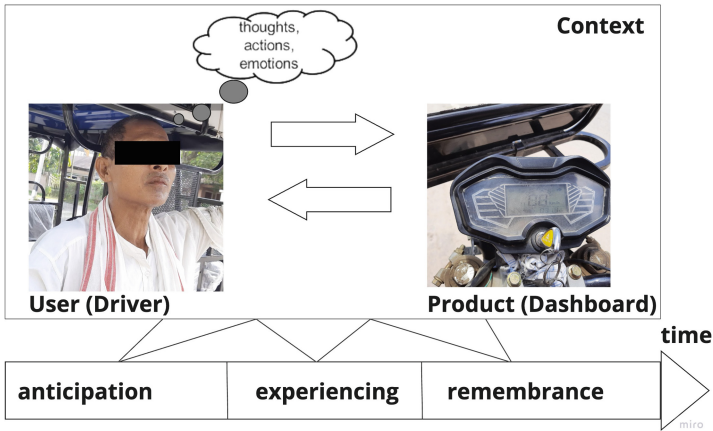 Context
thoughts,
actions,
emotions
User (Driver)
Product (Dashboard)
time
anticipation
experiencing
remembrance
miro